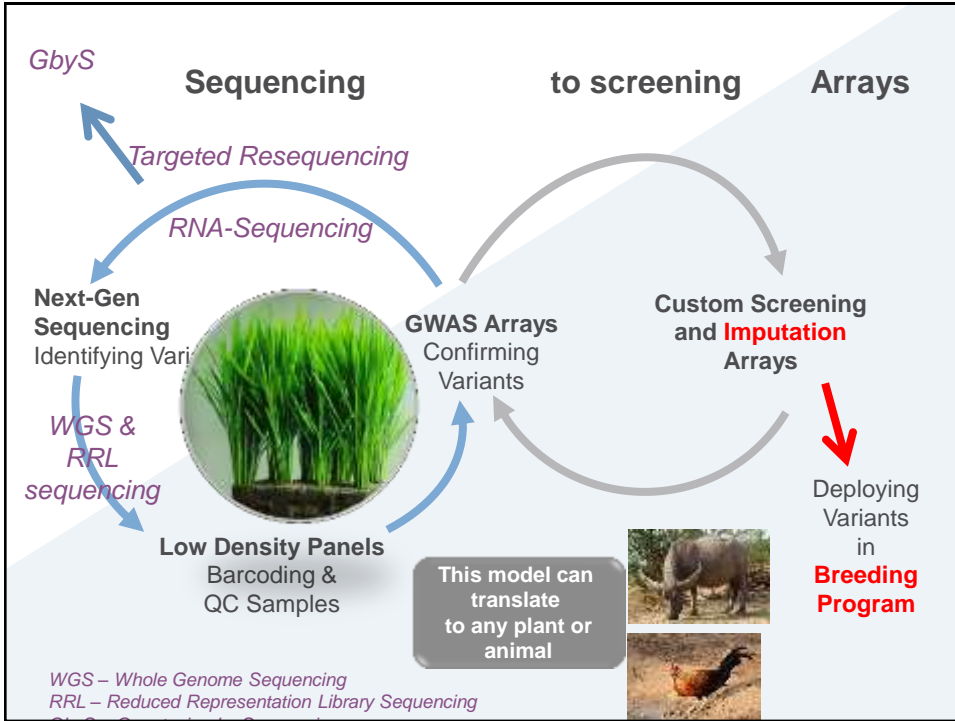 GbyS
Sequencing to screening Arrays
Targeted Resequencing
RNA-Sequencing
Next-Gen
Sequencing
Identifying Vari
GWAS Arrays
Confirming
Variants
Custom Screening
and Imputation
Arrays
WGS &
RRL
sequencing
Low Density Panels
Barcoding &
QC Samples
This model can
translate
to any plant or
animal
Deploying
Variants
in
Breeding
Program
WGS – Whole Genome Sequencing
RRL – Reduced Representation Library Sequencing